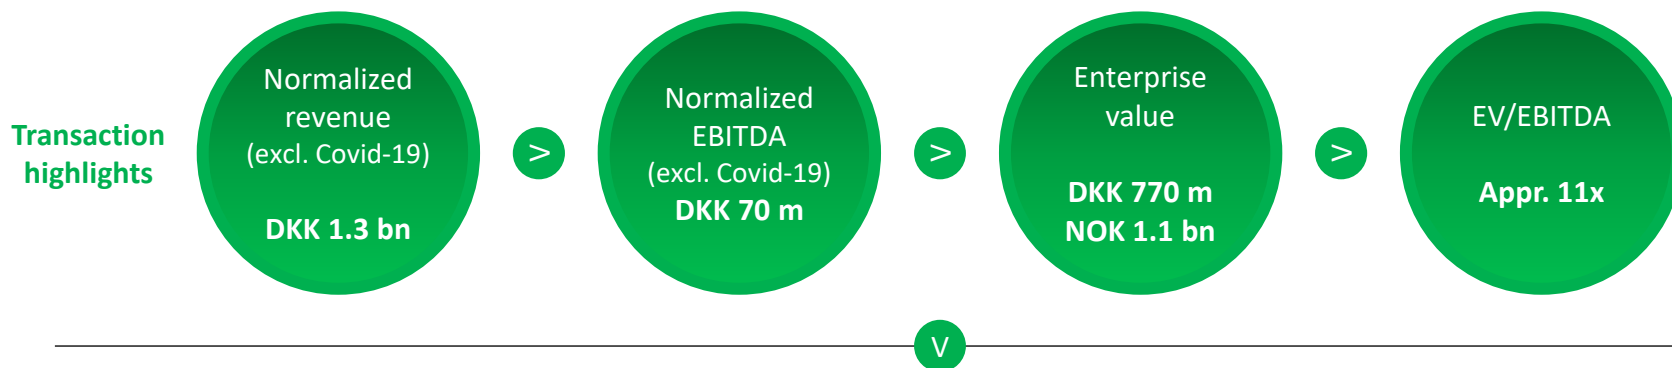 Transaction
highlights
Normalized
revenue
(excl. Covid-19)
DKK 1.3 bn
>
Normalized
EBITDA
(excl. Covid-19)
DKK 70 m
>
Enterprise
value
DKK 770 m
NOK 1.1 bn
>
EV/EBITDA
Appr. 11x
V